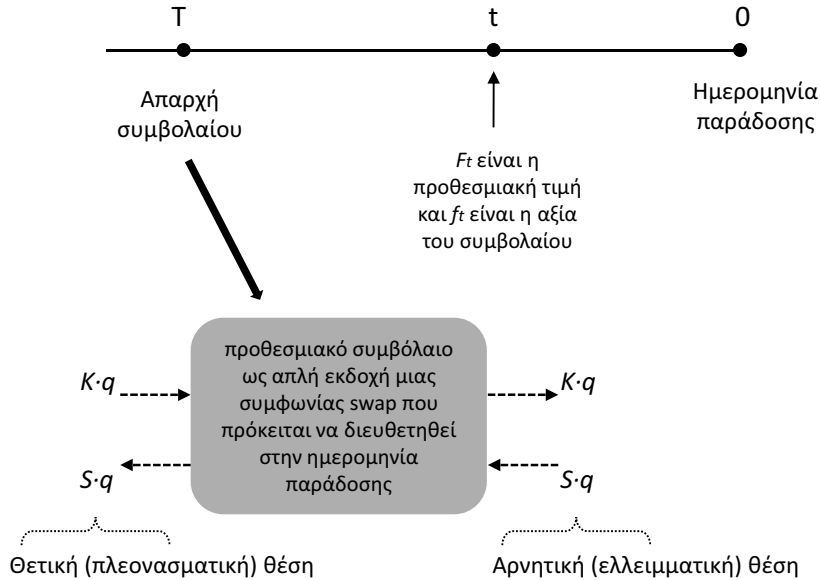 T t 0
Απαρχή
συμβολαίου
Ημερομηνία
παράδοσης
Ft είναι η
προθεσμιακή τιμή
και ft είναι η αξία
του συμβολαίου
προθεσμιακό συμβόλαιο
ως απλή εκδοχή μιας
συμφωνίας swap που
πρόκειται να διευθετηθεί
στην ημερομηνία
παράδοσης
K·q
S·q
K·q
S·q
Θετική (πλεονασματική) θέση
Αρνητική (ελλειμματική) θέση